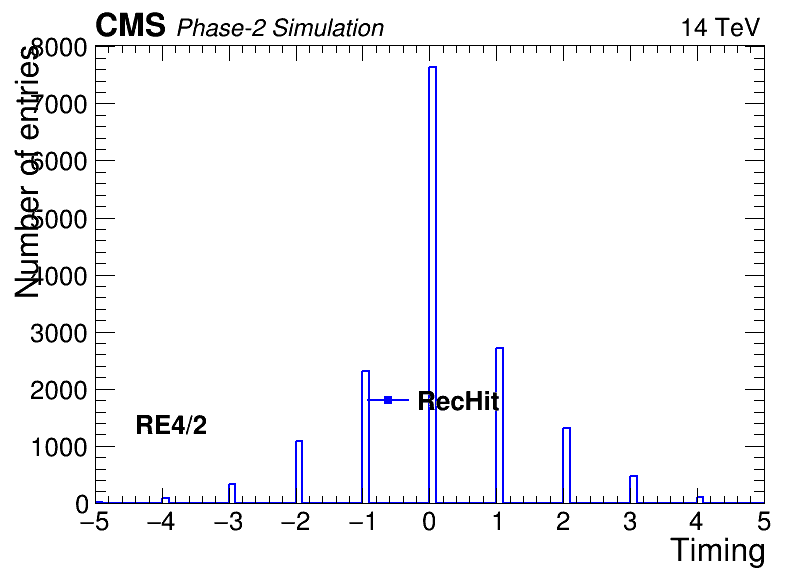 CMS Phase-2 Simulation 14 TeV
Number of entries
8000
7000
6000
5000
4000
3000
2000
1000
0
RecHit
RE4/2
−5 −4 −3 −2 −1 0 1 2 3 4 5
Timing